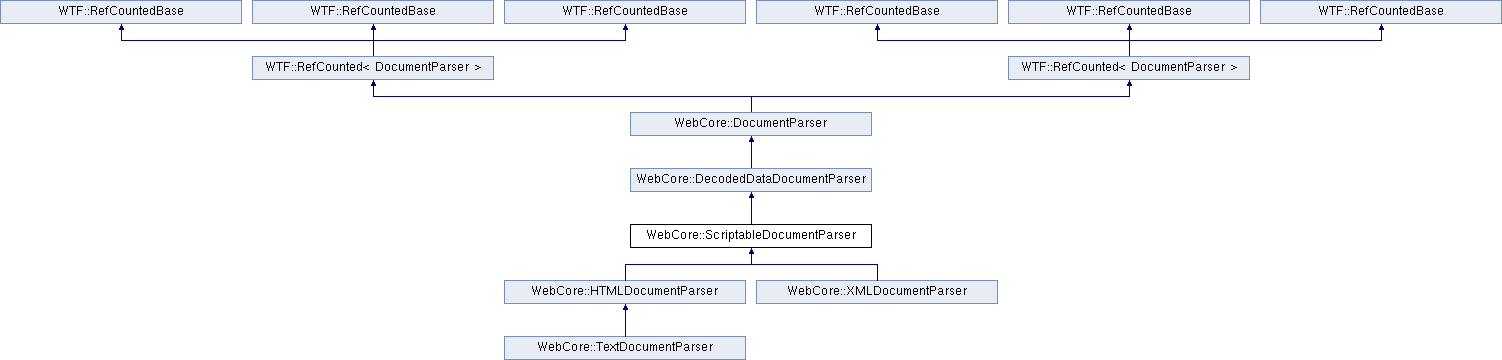 WTF::RefCountedBase
WTF::RefCountedBase
WTF::RefCountedBase
WTF::RefCountedBase
WTF::RefCountedBase
WTF::RefCountedBase
WTF::RefCounted< DocumentParser >
WTF::RefCounted< DocumentParser >
WebCore::DocumentParser
WebCore::DecodedDataDocumentParser
WebCore::ScriptableDocumentParser
WebCore::HTMLDocumentParser
WebCore::XMLDocumentParser
WebCore::TextDocumentParser